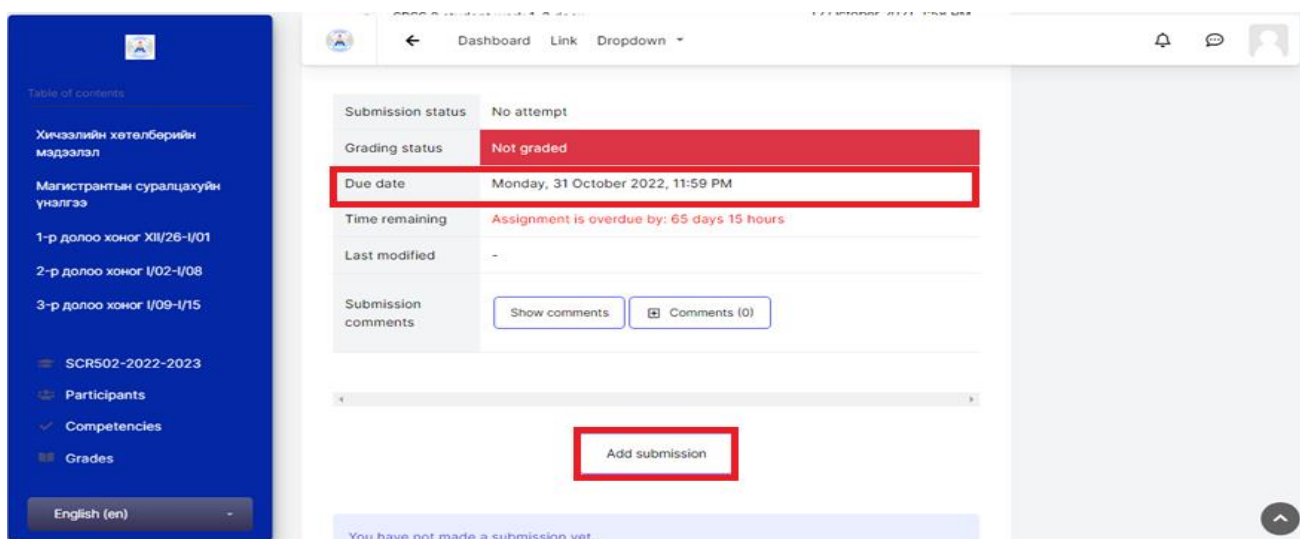 Dashboard Link Dropdown
Table of contents
Хичээлийн хөтөлбөрийн
мэдээлэл
Магистрантын суралцахуйн
үнэлгээ
1-р долоо хоног XII/26-I/01
2-р долоо хоног I/02-I/08
3-р долоо хоног I/09-I/15
SCR502-2022-2023
Participants
Competencies
Grades
English (en)
Submission status No attempt
Grading status Not graded
Due date Monday, 31 October 2022, 11:59 PM
Time remaining Assignment is overdue by: 65 days 15 hours
Last modified -
Submission
comments
Show comments Comments (0)
Add submission
You have not made a submission yet